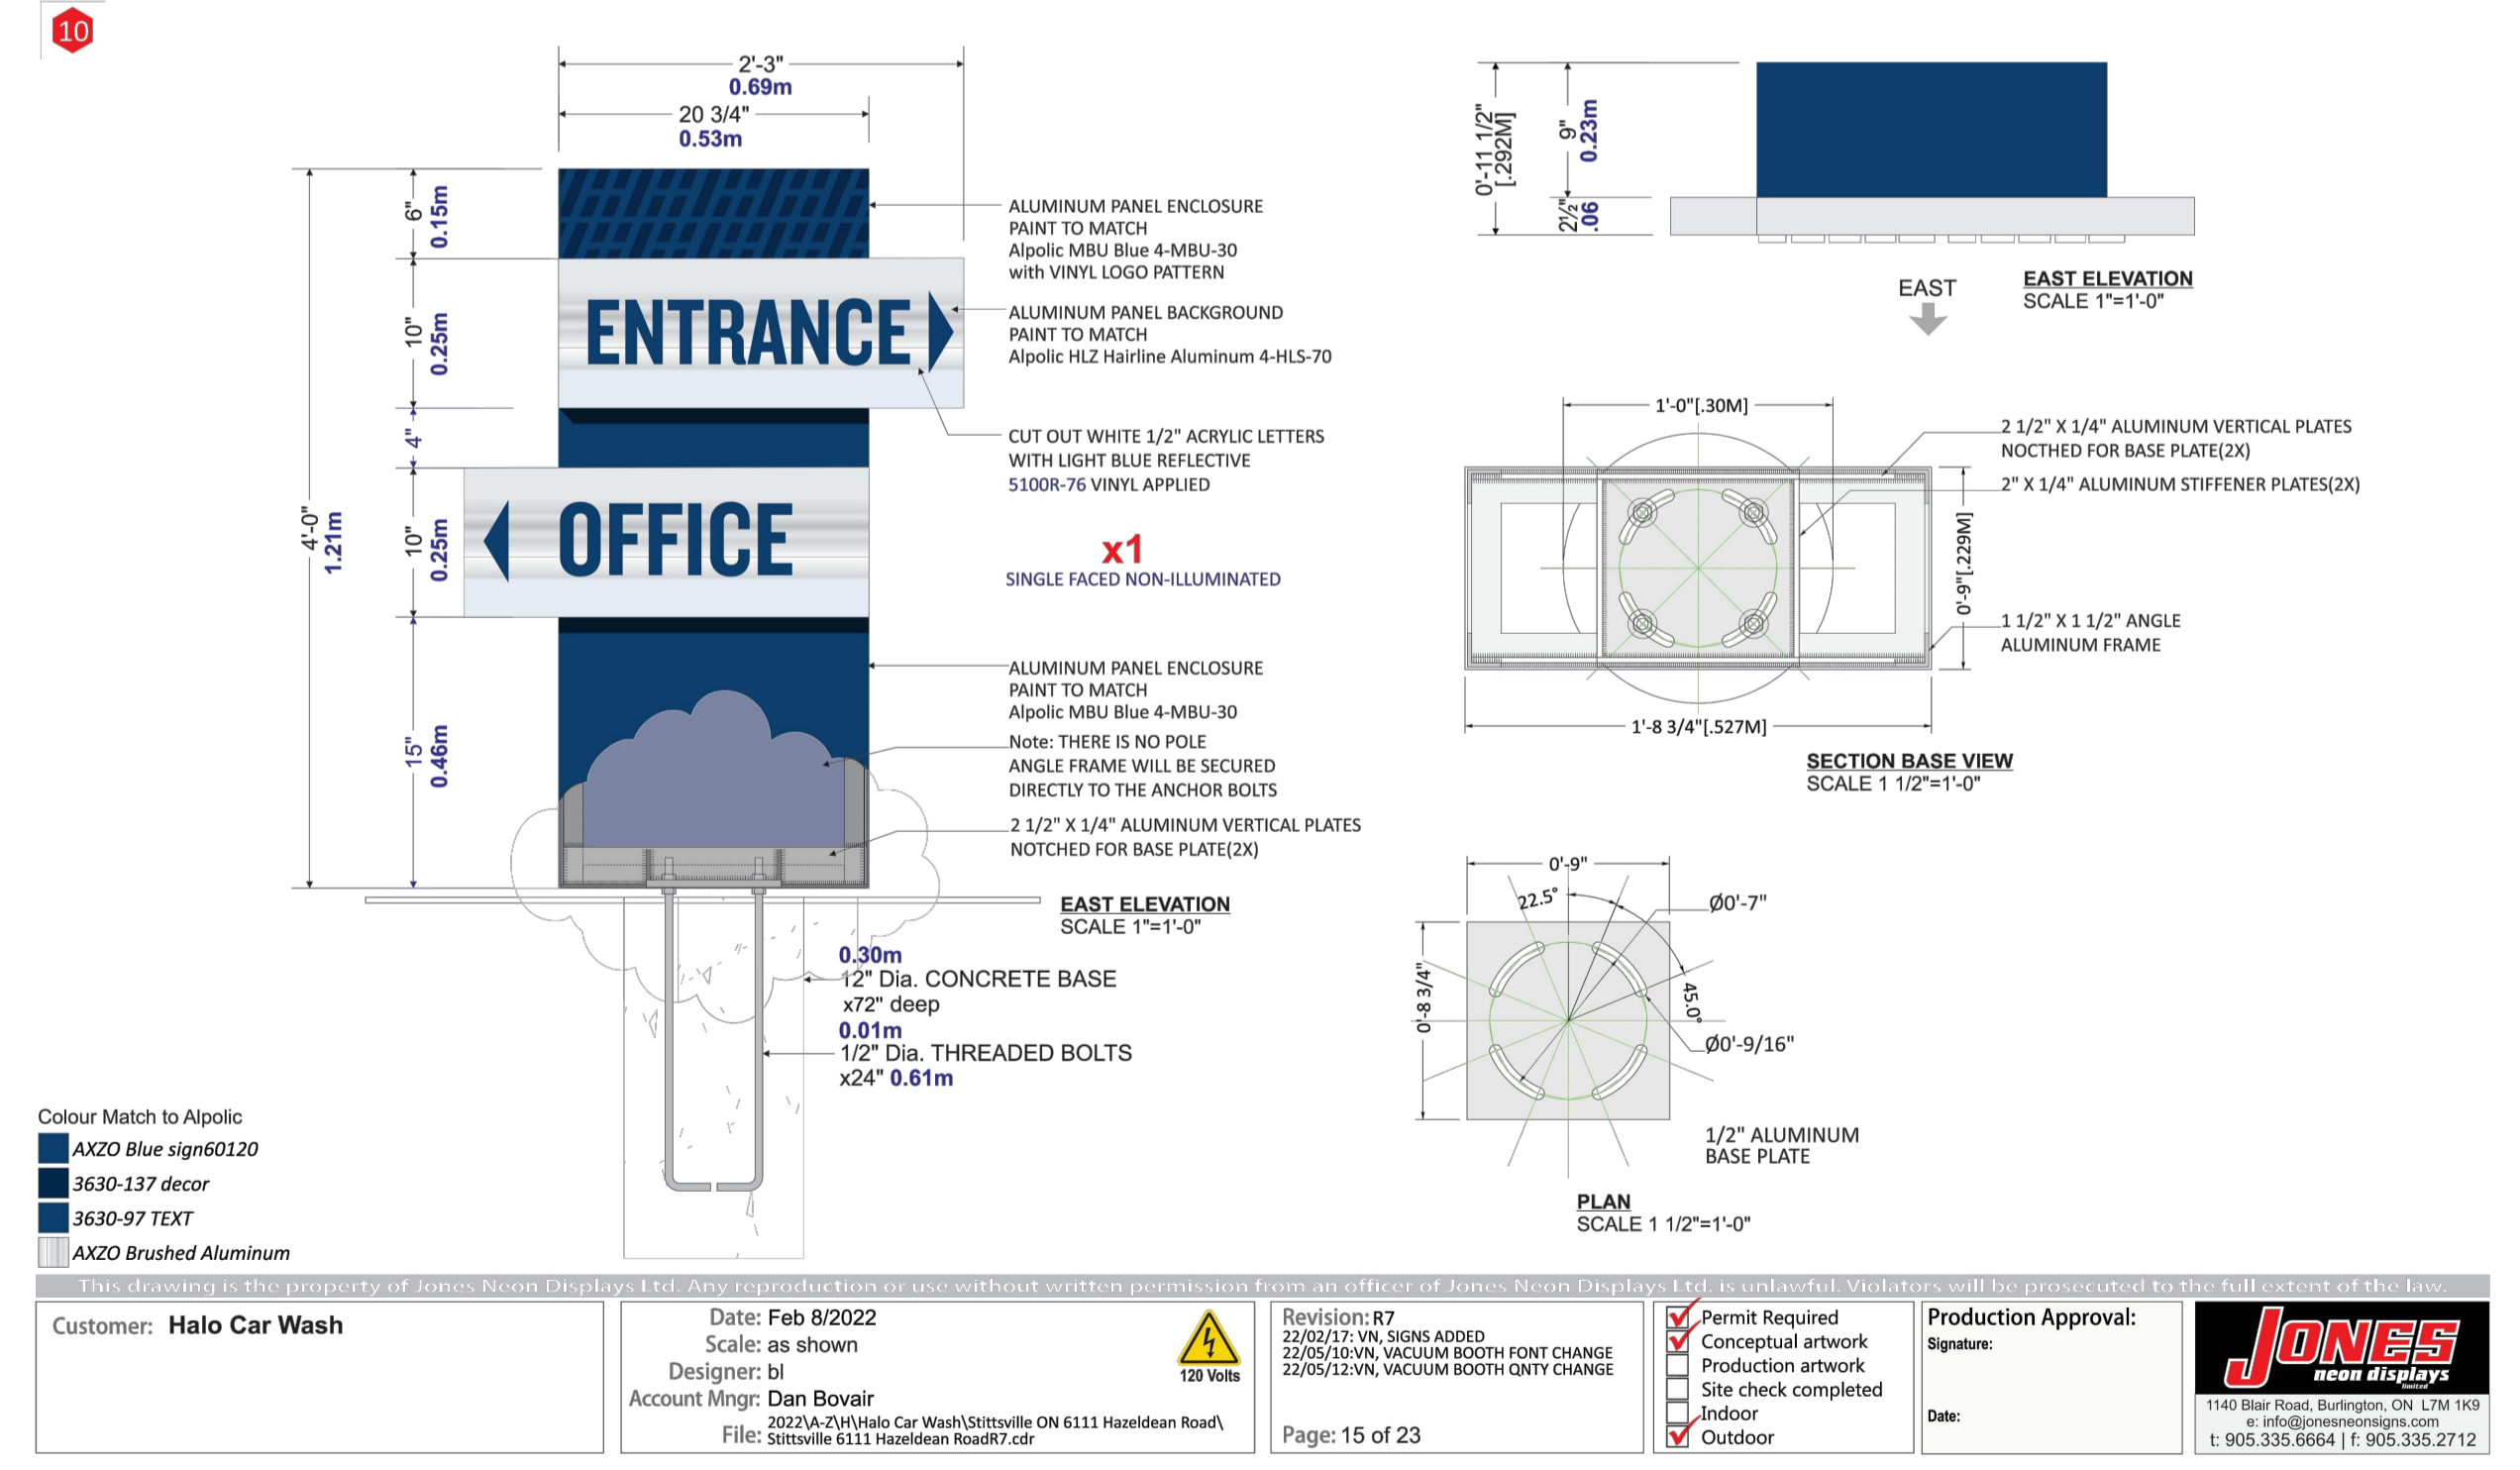 10
2'-3"
0.69m
20 3/4"
0.53m
6"
0.15m
10"
0.25m
4"
10"
0.25m
15"
0.46m
4'-0"
1.21m
ENTRANCE
OFFICE
ALUMINUM PANEL ENCLOSURE
PAINT TO MATCH
Alpolic MBU Blue 4-MBU-30
with VINYL LOGO PATTERN
ALUMINUM PANEL BACKGROUND
PAINT TO MATCH
Alpolic HLZ Hairline Aluminum 4-HLS-70
CUT OUT WHITE 1/2" ACRYLIC LETTERS
WITH LIGHT BLUE REFLECTIVE
5100R-76 VINYL APPLIED
x1
SINGLE FACED NON-ILLUMINATED
ALUMINUM PANEL ENCLOSURE
PAINT TO MATCH
Alpolic MBU Blue 4-MBU-30
Note: THERE IS NO POLE
ANGLE FRAME WILL BE SECURED
DIRECTLY TO THE ANCHOR BOLTS
2 1/2" X 1/4" ALUMINUM VERTICAL PLATES
NOTCHED FOR BASE PLATE(2X)
EAST ELEVATION
SCALE 1"=1'-0"
0.30m
12" Dia. CONCRETE BASE
x72" deep
0.01m
1/2" Dia. THREADED BOLTS
x24" 0.61m
0'-11 1/2"
[.292M]
9"
0.23m
2½"
.06
EAST
EAST ELEVATION
SCALE 1"=1'-0"
1'-0"[.30M]
2 1/2" X 1/4" ALUMINUM VERTICAL PLATES
NOCTHED FOR BASE PLATE(2X)
2" X 1/4" ALUMINUM STIFFENER PLATES(2X)
0'-9"[.229M]
1 1/2" X 1 1/2" ANGLE
ALUMINUM FRAME
1'-8 3/4"[.527M]
SECTION BASE VIEW
SCALE 1 1/2"=1'-0"
0'-9"
22.5°
Ø0'-7"
0'-8 3/4"
45.0°
Ø0'-9/16"
1/2" ALUMINUM
BASE PLATE
PLAN
SCALE 1 1/2"=1'-0"
Colour Match to Alpolic
AXZO Blue sign60120
3630-137 decor
3630-97 TEXT
AXZO Brushed Aluminum
This drawing is the property of Jones Neon Displays Ltd. Any reproduction or use without written permission from an officer of Jones Neon Displays Ltd. is unlawful. Violators will be prosecuted to the full extent of the law.
Customer: Halo Car Wash
Date: Feb 8/2022
Scale: as shown
Designer: bl
Account Mngr: Dan Bovair
File: 2022\A-Z\H\Halo Car Wash\Stittsville ON 6111 Hazeldean Road\
Stittsville 6111 Hazeldean RoadR7.cdr
120 Volts
Revision: R7
22/02/17: VN, SIGNS ADDED
22/05/10:VN, VACUUM BOOTH FONT CHANGE
22/05/12:VN, VACUUM BOOTH QNTY CHANGE
Page: 15 of 23
Permit Required
Conceptual artwork
Production artwork
Site check completed
Indoor
Outdoor
Production Approval:
Signature:
Date:
JONES
neon displays
limited
1140 Blair Road, Burlington, ON L7M 1K9
e: info@jonesneonsigns.com
t: 905.335.6664 | f: 905.335.2712